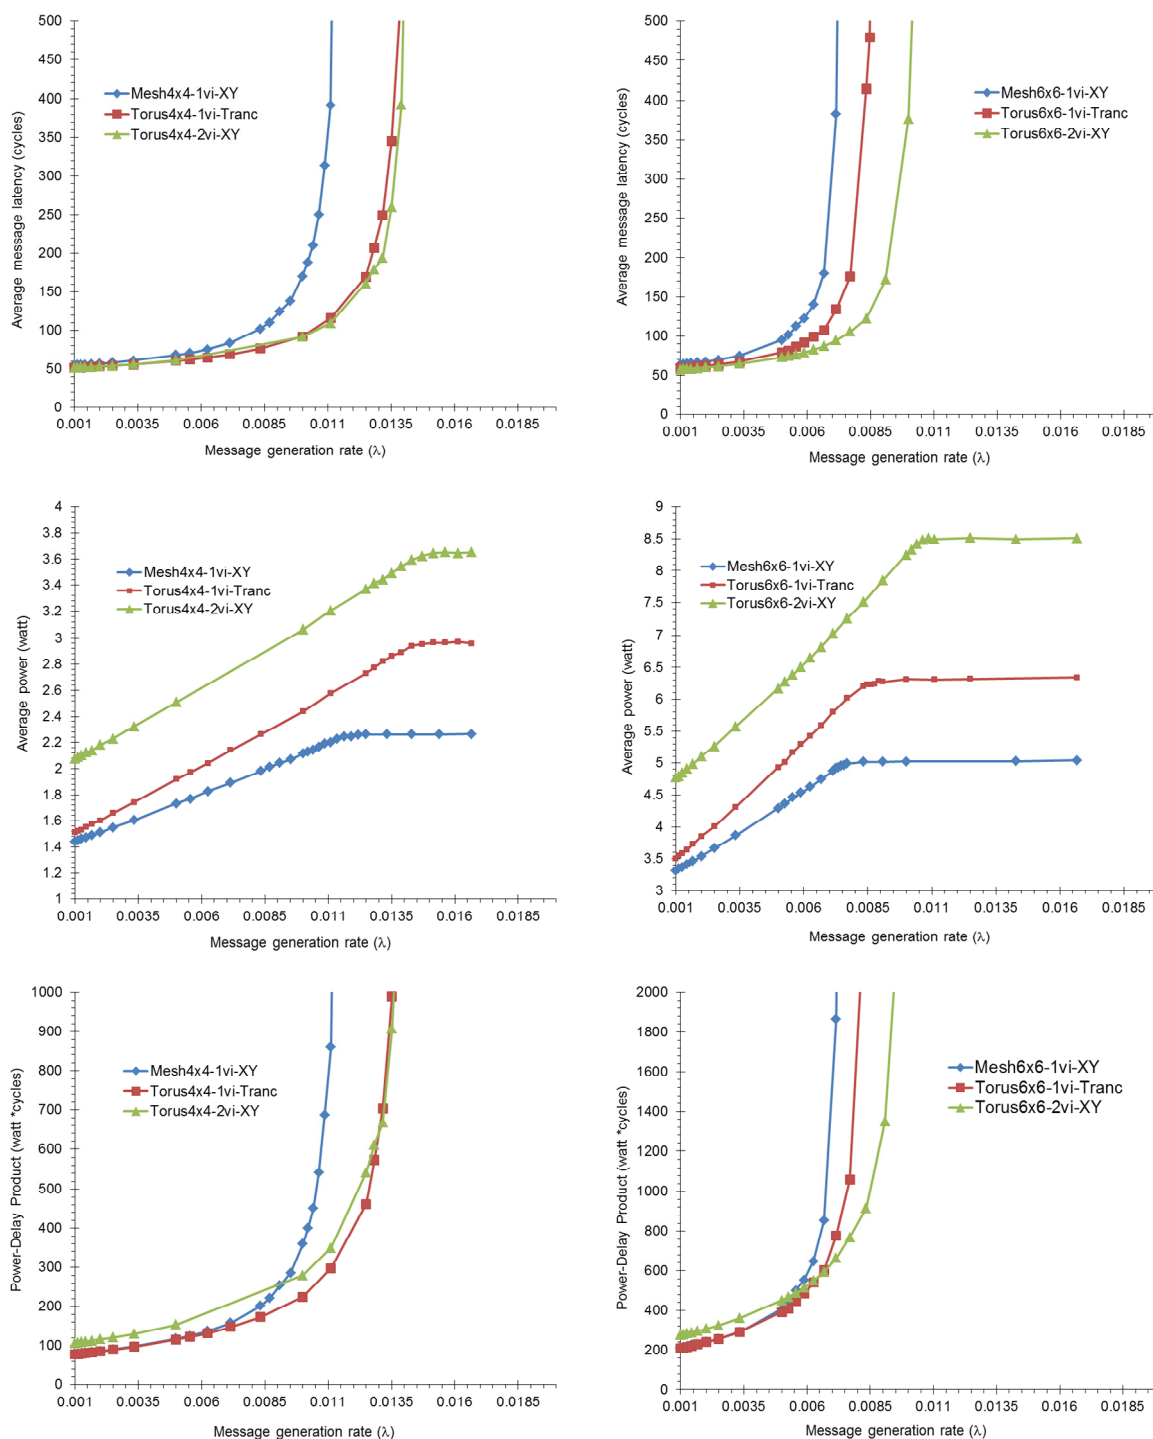 500
450
400
350
300
250
200
150
100
50
0
Average message latency (cycles)
Mesh4x4-1vi-XY
Torus4x4-1vi-Tranc
Torus4x4-2vi-XY
0.001 0.0035 0.006 0.0085 0.011 0.0135 0.016 0.0185
Message generation rate (λ)
500
450
400
350
300
250
200
150
100
50
0
Average message latency (cycles)
Mesh6x6-1vi-XY
Torus6x6-1vi-Tranc
Torus6x6-2vi-XY
0.001 0.0035 0.006 0.0085 0.011 0.0135 0.016 0.0185
Message generation rate (λ)
4
3.8
3.6
3.4
3.2
3
2.8
2.6
2.4
2.2
2
1.8
1.6
1.4
1.2
1
Average power (watt)
Mesh4x4-1vi-XY
Torus4x4-1vi-Tranc
Torus4x4-2vi-XY
0.001 0.0035 0.006 0.0085 0.011 0.0135 0.016 0.0185
Message generation rate (λ)
9
8.5
8
7.5
7
6.5
6
5.5
5
4.5
4
3.5
3
Average power (watt)
Mesh6x6-1vi-XY
Torus6x6-1vi-Tranc
Torus6x6-2vi-XY
0.001 0.0035 0.006 0.0085 0.011 0.0135 0.016 0.0185
Message generation rate (λ)
1000
900
800
700
600
500
400
300
200
100
0
Power-Delay Product (watt *cycles)
Mesh4x4-1vi-XY
Torus4x4-1vi-Tranc
Torus4x4-2vi-XY
0.001 0.0035 0.006 0.0085 0.011 0.0135 0.016 0.0185
Message generation rate (λ)
2000
1800
1600
1400
1200
1000
800
600
400
200
0
Power-Delay Product (watt *cycles)
Mesh6x6-1vi-XY
Torus6x6-1vi-Tranc
Torus6x6-2vi-XY
0.001 0.0035 0.006 0.0085 0.011 0.0135 0.016 0.0185
Message generation rate (λ)